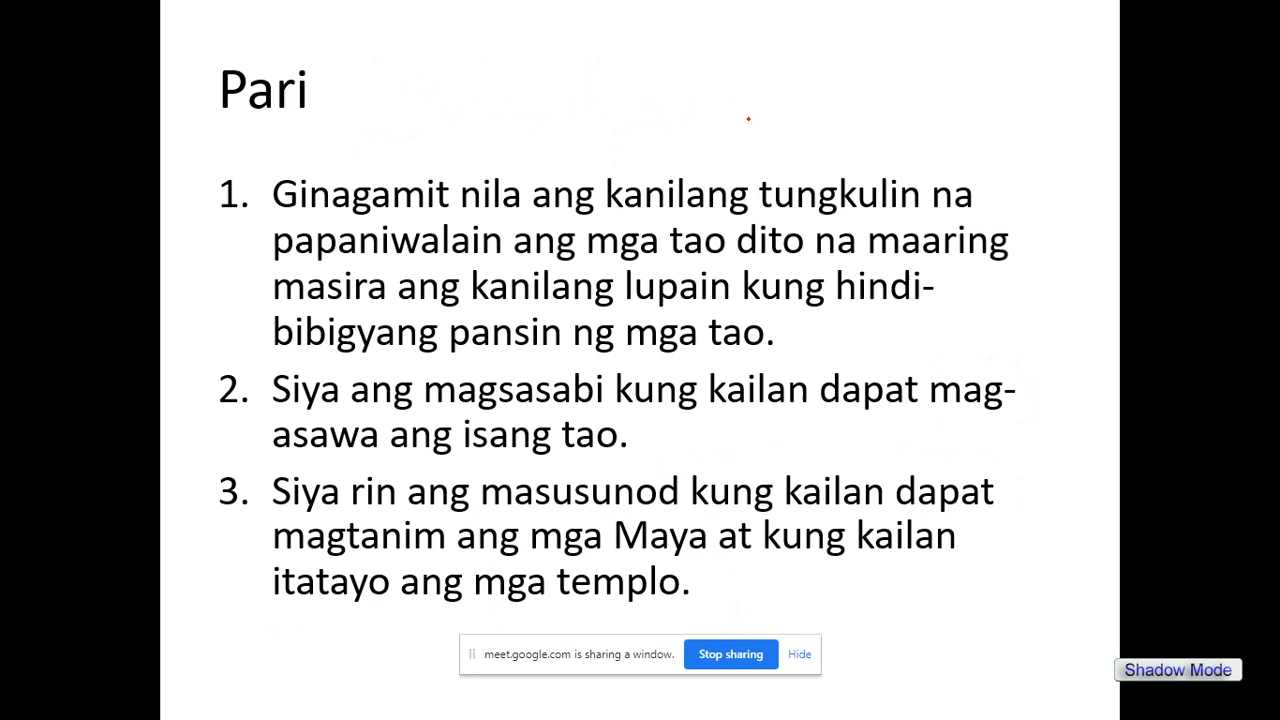 Pari
1. Ginagamit nila ang kanilang tungkulin na
papaniwalain ang mga tao dito na maaring
masira ang kanilang lupain kung hindi-
bibigyang pansin ng mga tao.
2. Siya ang magsasabi kung kailan dapat mag-
asawa ang isang tao.
3. Siya rin ang masusunod kung kailan dapat
magtanim ang mga Maya at kung kailan
itatayo ang mga templo.
meet.google.com is sharing a window. Stop sharing Hide
Shadow Mode